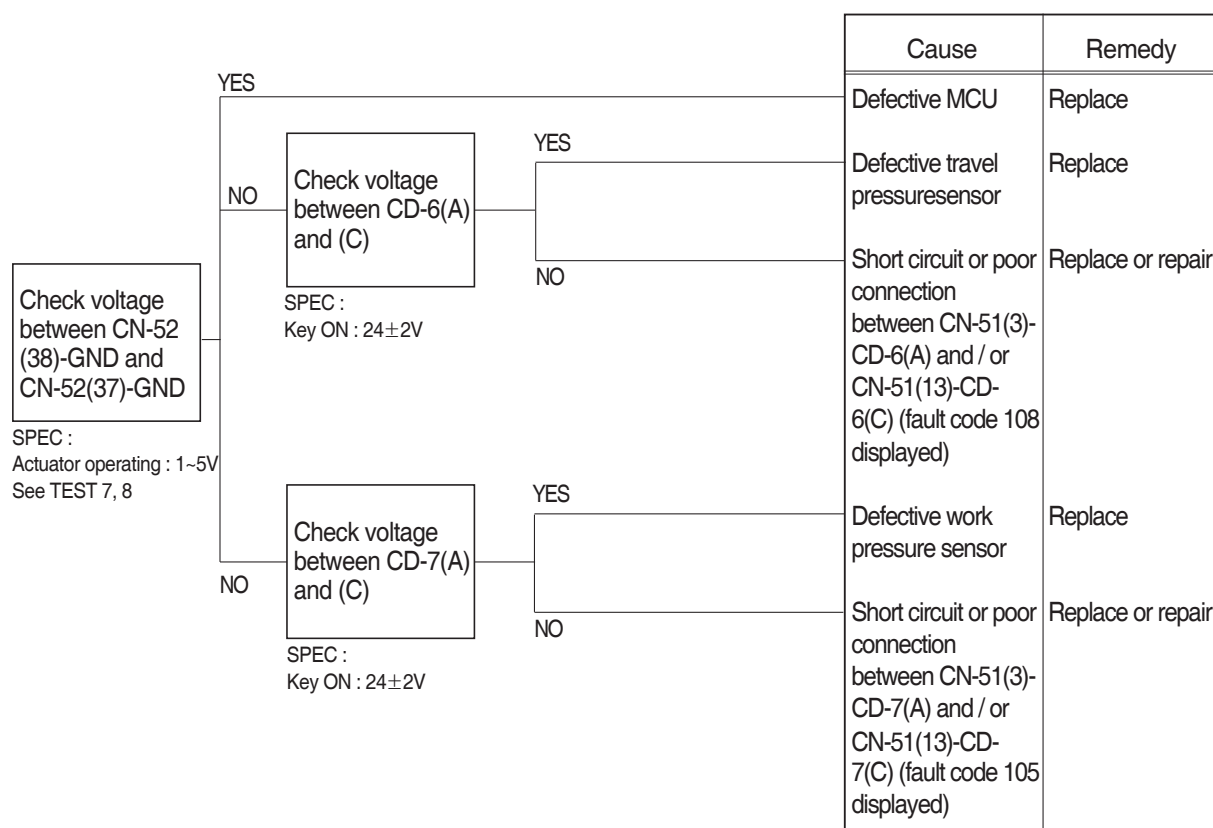 Cause
Remedy
YES
Defective MCU
Replace
YES
Defective travel
pressuresensor
Replace
NO
Check voltage
between CD-6(A)
and (C)
NO
Short circuit or poor
connection
between CN-51(3)-
CD-6(A) and / or
CN-51(13)-CD-
6(C) (fault code 108
displayed)
Replace or repair
SPEC :
Key ON : 24±2V
Check voltage
between CN-52
(38)-GND and
CN-52(37)-GND
SPEC :
Actuator operating : 1~5V
See TEST 7, 8
YES
Defective work
pressure sensor
Replace
Check voltage
between CD-7(A)
and (C)
NO
NO
Short circuit or poor
connection
between CN-51(3)-
CD-7(A) and / or
CN-51(13)-CD-
7(C) (fault code 105
displayed)
Replace or repair
SPEC :
Key ON : 24±2V